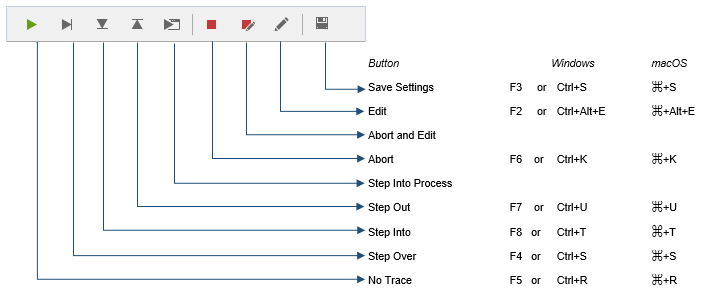 Button Windows macOS
Save Settings F3 or Ctrl+S ⌘+S
Edit F2 or Ctrl+Alt+E ⌘+Alt+E
Abort and Edit
Abort F6 or Ctrl+K ⌘+K
Step Into Process
Step Out F7 or Ctrl+U ⌘+U
Step Into F8 or Ctrl+T ⌘+T
Step Over F4 or Ctrl+S ⌘+S
No Trace F5 or Ctrl+R ⌘+R